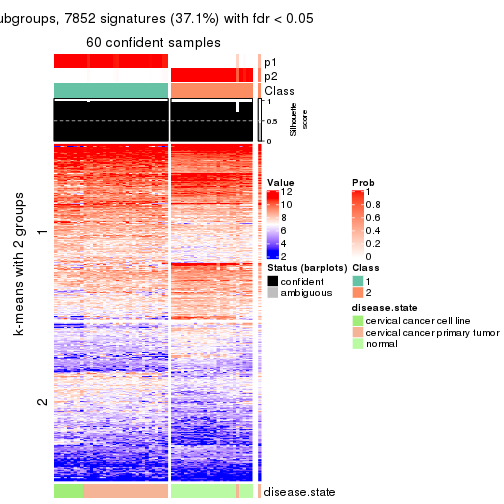 ubgroups, 7852 signatures (37.1%) with fdr < 0.05
60 confident samples
p1
p2
Class
1
0.5
0
Silhouette
score
k-means with 2 groups
1
2
Value
12
10
8
6
4
2
Prob
1
0.8
0.6
0.4
0.2
0
Status (barplots)
confident
ambiguous
Class
1
2
disease.state
cervical cancer cell line
cervical cancer primary tumor
normal
disease.state